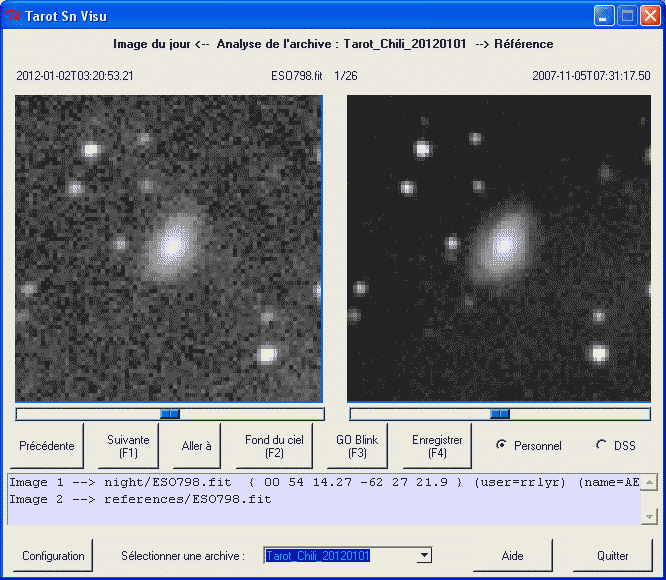 Tarot Sn Visu
Image du jour <-- Analyse de l'archive : Tarot_Chili_20120101 --> Référence
2012-01-02T03:20:53.21 ESO798.fit 1/26 2007-11-05T07:31:17.50
Précédente
Suivante
(F1)
Aller à
Fond du ciel
(F2)
GO Blink
(F3)
Enregistrer
(F4)
Personnel
DSS
Image 1 --> night/ESO798.fit { 00 54 14.27 -62 27 21.9 } (user=rrlyr) (name=AE
Image 2 --> references/ESO798.fit
Configuration
Sélectionner une archive :
Tarot_Chili_20120101
Aide
Quitter